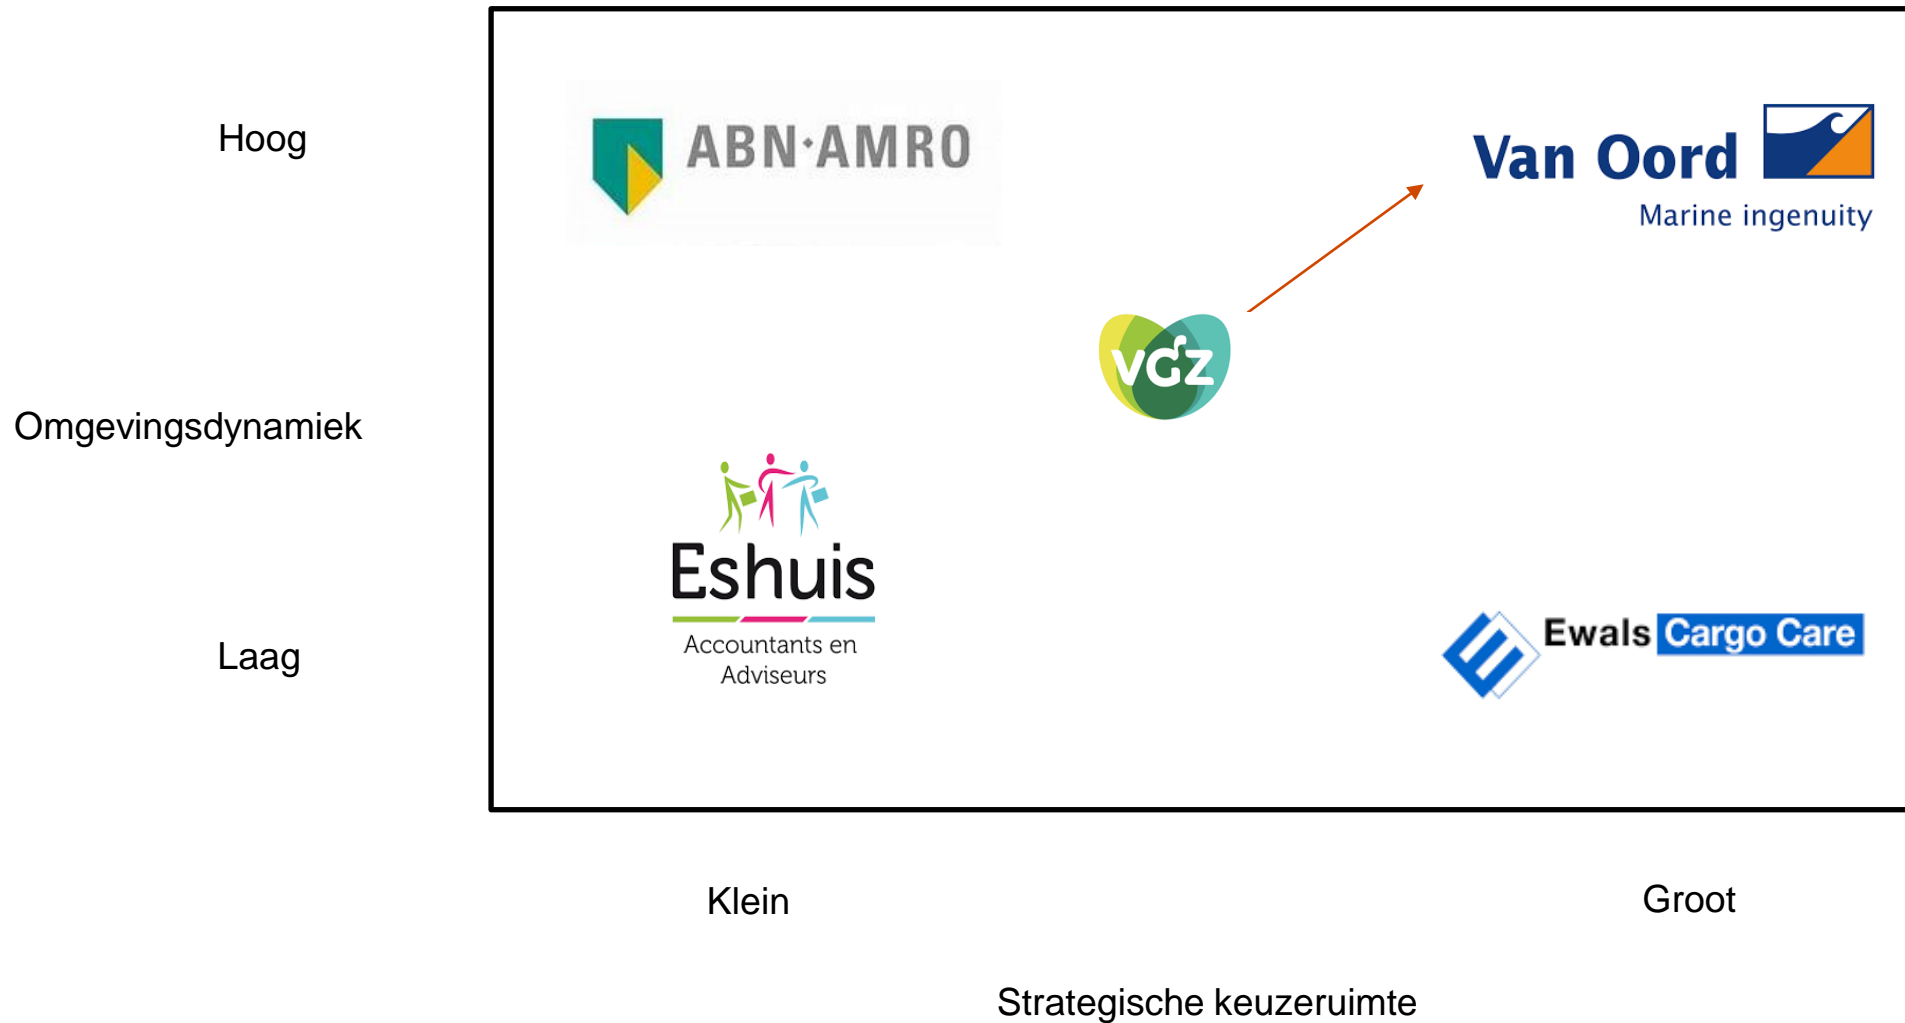 Hoog
ABN·AMRO
Van Oord
Marine ingenuity
vgz
Omgevingsdynamiek
Eshuis
Accountants en
Adviseurs
Laag
Ewals Cargo Care
Klein
Groot
Strategische keuzeruimte